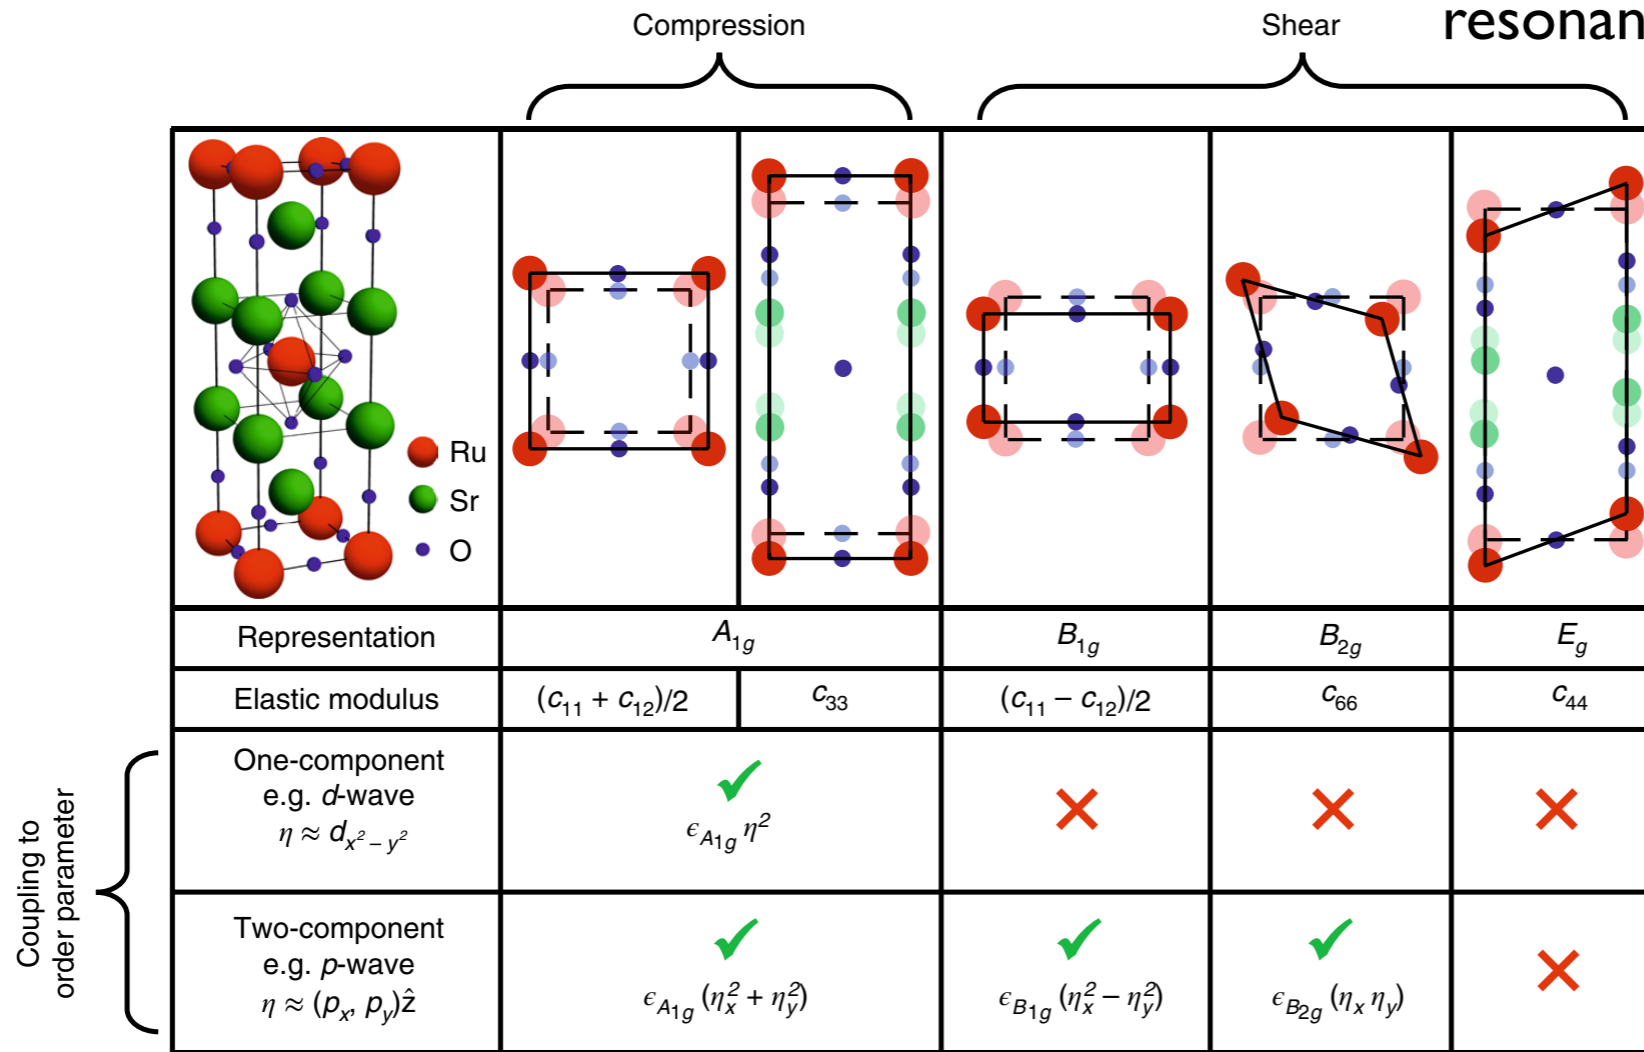 Compression
Shear
resonan
Ru
Sr
O
Representation
A1g
B1g
B2g
Eg
Elastic modulus
(c11 + c12)/2
c33
(c11 − c12)/2
c66
c44
Coupling to
order parameter
One-component
e.g. d-wave
η ≈ dx² − y²
ϵA1g η²
Two-component
e.g. p-wave
η ≈ (px, py)ẑ
ϵA1g (ηx² + ηy²)
ϵB1g (ηx² − ηy²)
ϵB2g (ηx ηy)